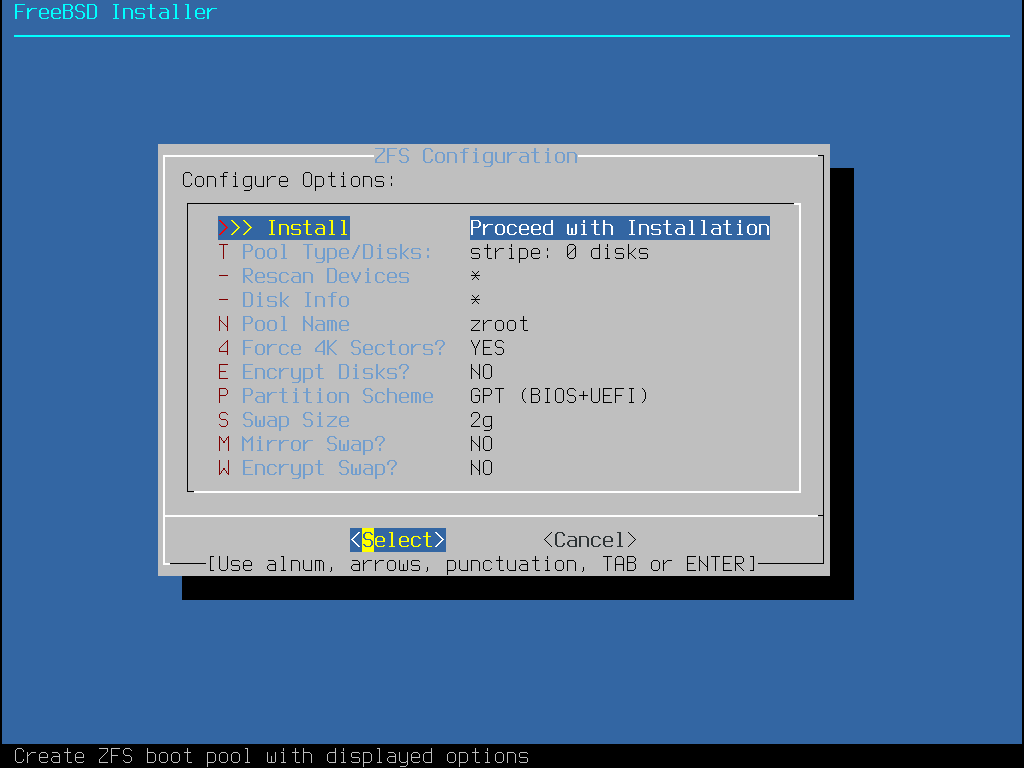 FreeBSD Installer
ZFS Configuration
Configure Options:
>>> Install Proceed with Installation
T Pool Type/Disks: stripe: 0 disks
- Rescan Devices *
- Disk Info *
N Pool Name zroot
4 Force 4K Sectors? YES
E Encrypt Disks? NO
P Partition Scheme GPT (BIOS+UEFI)
S Swap Size 2g
M Mirror Swap? NO
W Encrypt Swap? NO
<Select> <Cancel>
[Use alnum, arrows, punctuation, TAB or ENTER]
Create ZFS boot pool with displayed options